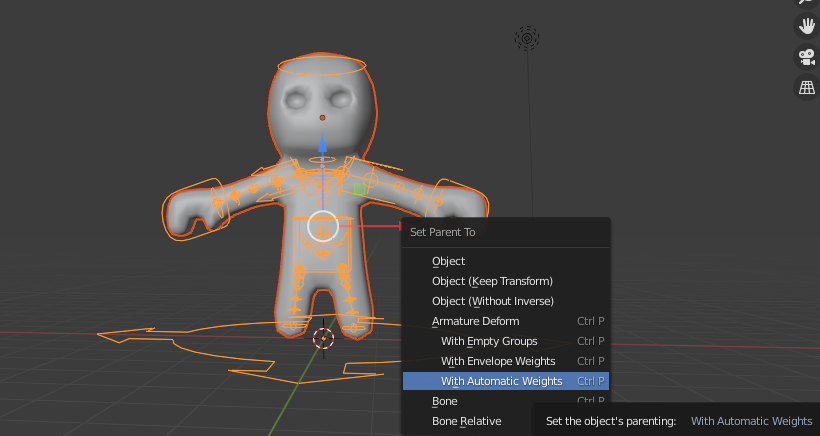 Set Parent To
Object
Object (Keep Transform)
Object (Without Inverse)
Armature Deform Ctrl P
With Empty Groups Ctrl P
With Envelope Weights Ctrl P
With Automatic Weights Ctrl P
Bone Ctrl P
Bone Relative
Set the object's parenting: With Automatic Weights